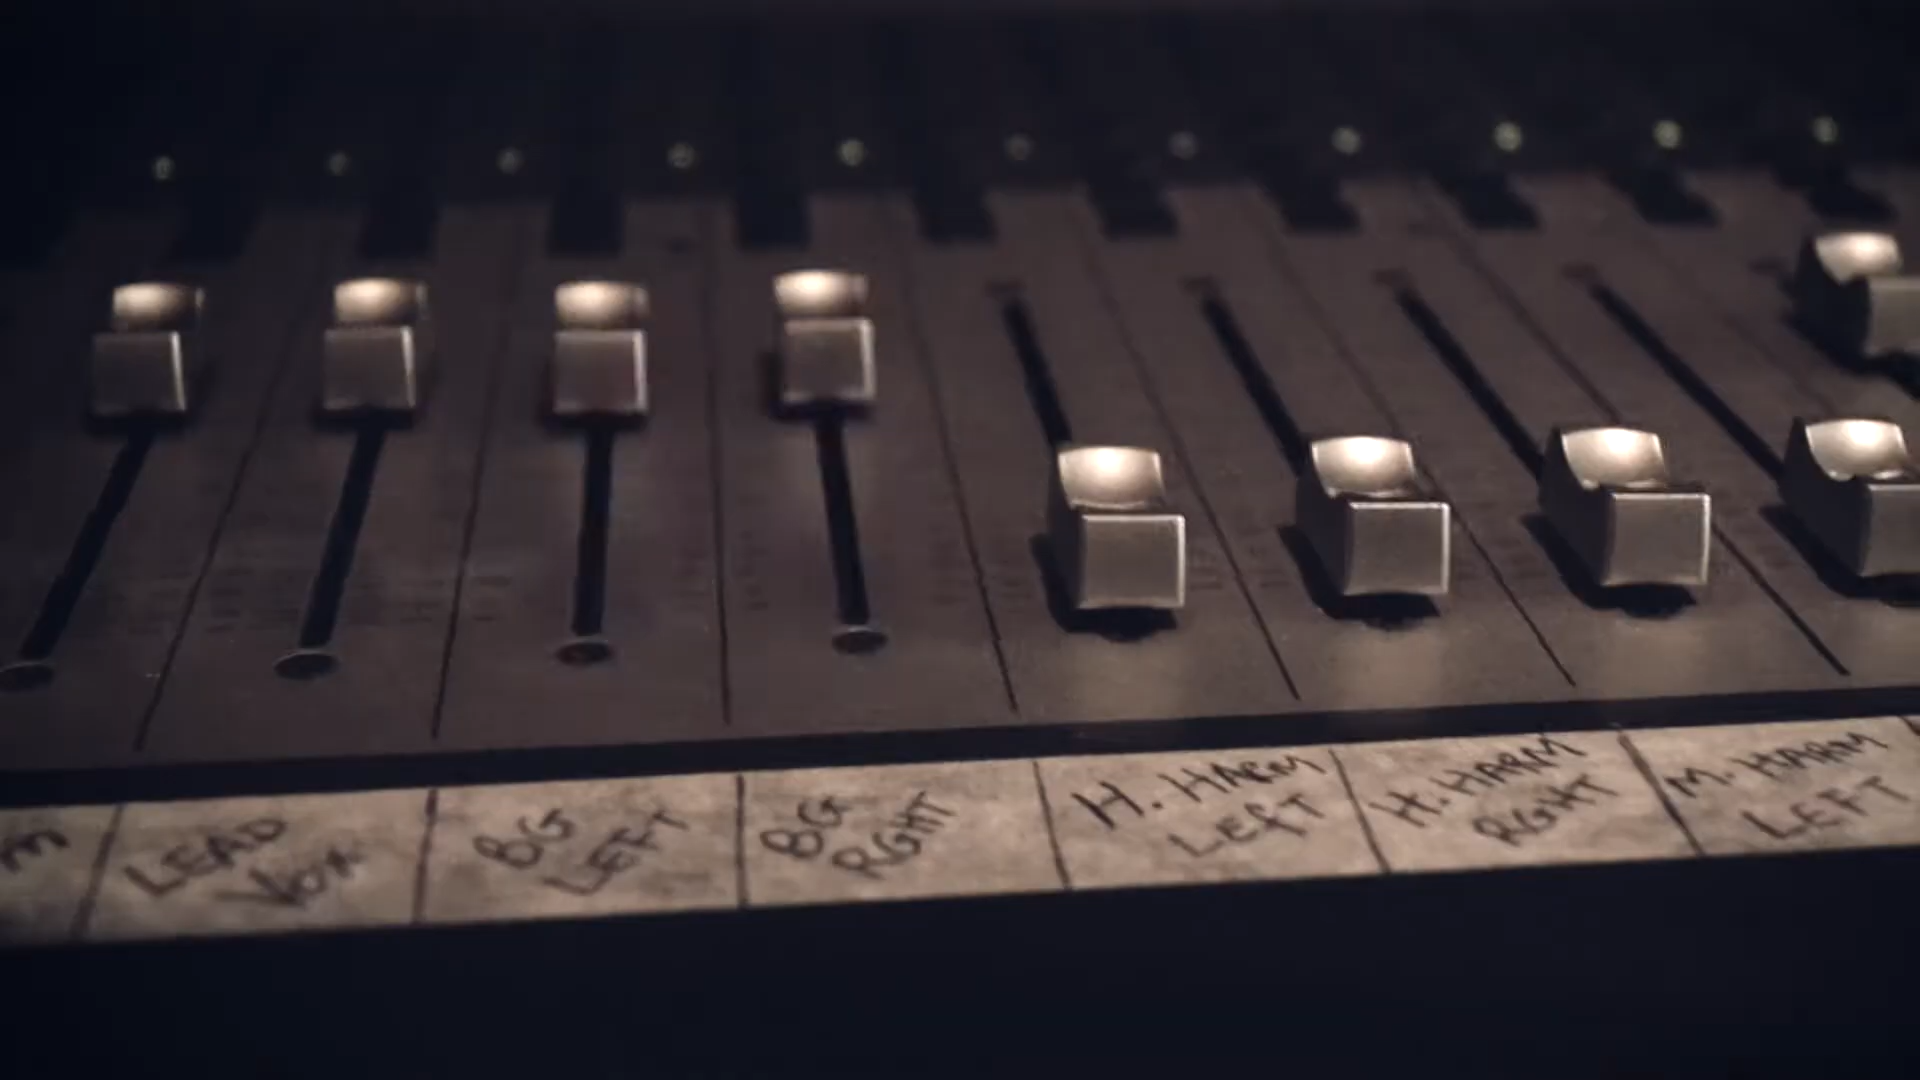 LEAD
VOX
BG
LEFT
BG
RGHT
H. HARM
LEFT
H. HARM
RGHT
M. HARM
LEFT